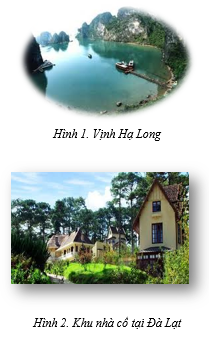 Hình 1. Vịnh Hạ Long
Hình 2. Khu nhà cổ tại Đà Lạt